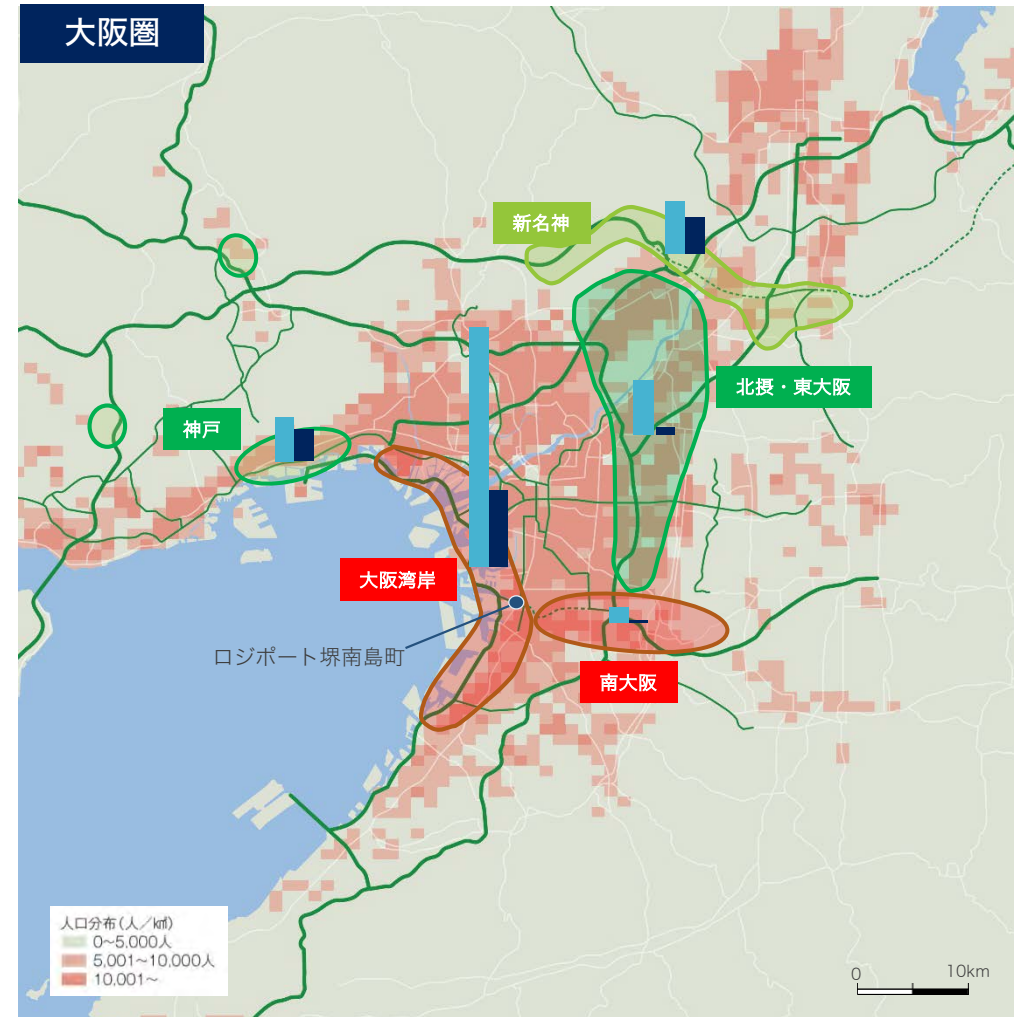 大阪圏
新名神
北摂・東大阪
神戸
大阪湾岸
ロジポート堺南島町
南大阪
人口分布(人/㎢)
0~5,000人
5,001~10,000人
10,001~
0
10km